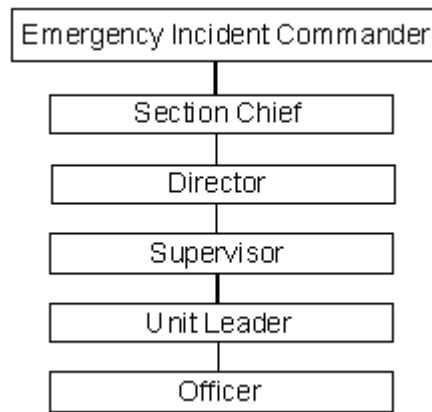 Emergency Incident Commander
Section Chief
Director
Supervisor
Unit Leader
Officer